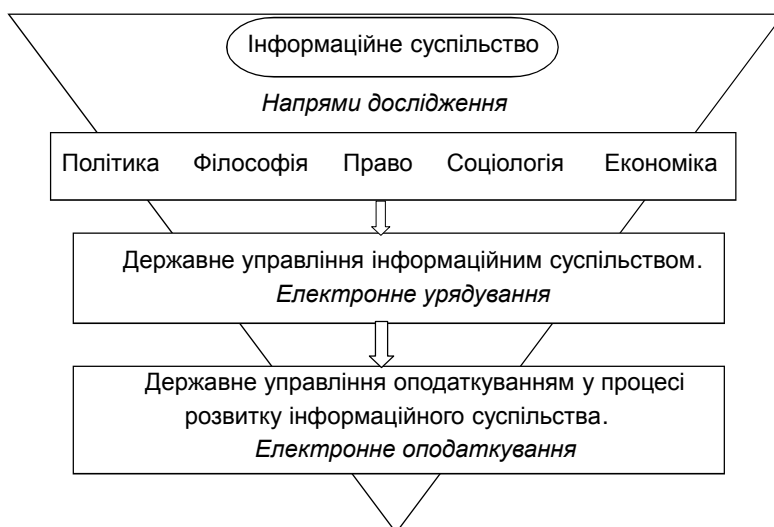 Інформаційне суспільство
Напрями дослідження
Політика Філософія Право Соціологія Економіка
Державне управління інформаційним суспільством.
Електронне урядування
Державне управління оподаткуванням у процесі
розвитку інформаційного суспільства.
Електронне оподаткування